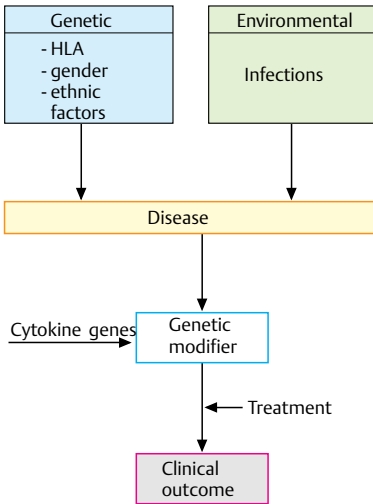 Genetic
- HLA
- gender
- ethnic
factors
Environmental
Infections
Disease
Cytokine genes
Genetic
modifier
Treatment
Clinical
outcome